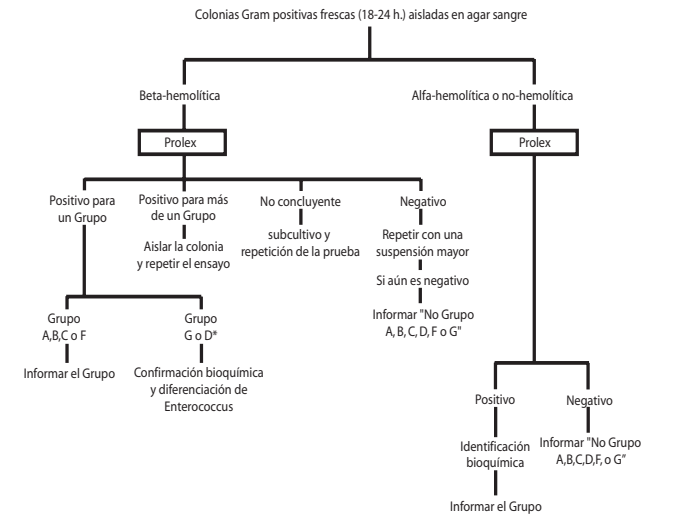 Colonias Gram positivas frescas (18-24 h.) aisladas en agar sangre
Beta-hemolítica
Alfa-hemolítica o no-hemolítica
Prolex
Prolex
Positivo para
un Grupo
Positivo para más
de un Grupo
Aislar la colonia
y repetir el ensayo
No concluyente
subcultivo y
repetición de la prueba
Negativo
Repetir con una
suspensión mayor
Si aún es negativo
Informar "No Grupo
A, B, C, D, F o G"
Grupo
A,B,C o F
Informar el Grupo
Grupo
G o D*
Confirmación bioquímica
y diferenciación de
Enterococcus
Positivo
Identificación
bioquímica
Informar el Grupo
Negativo
Informar "No Grupo
A,B,C,D,F, o G"